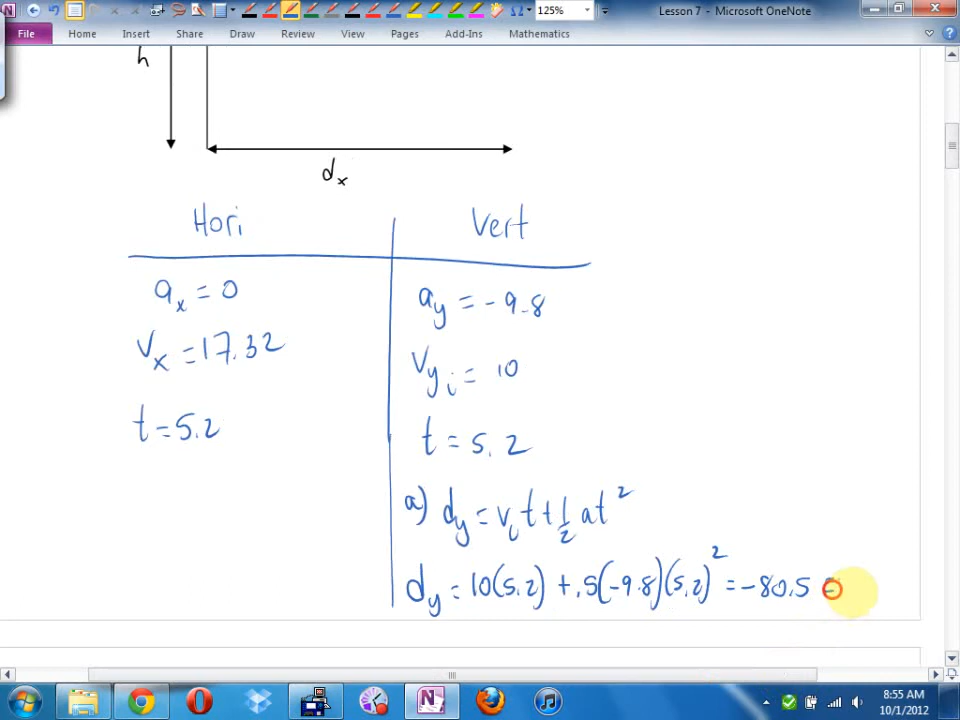 125%
Lesson 7 - Microsoft OneNote
File Home Insert Share Draw Review View Pages Add-Ins Mathematics
h
dx
Hori Vert
ax = 0
ay = -9.8
vx = 17.32
vyi = 10
t = 5.2
t = 5.2
a) dy = vit + 1/2 at²
dy = 10(5.2) + .5(-9.8)(5.2)² = -80.5
8:55 AM
10/1/2012